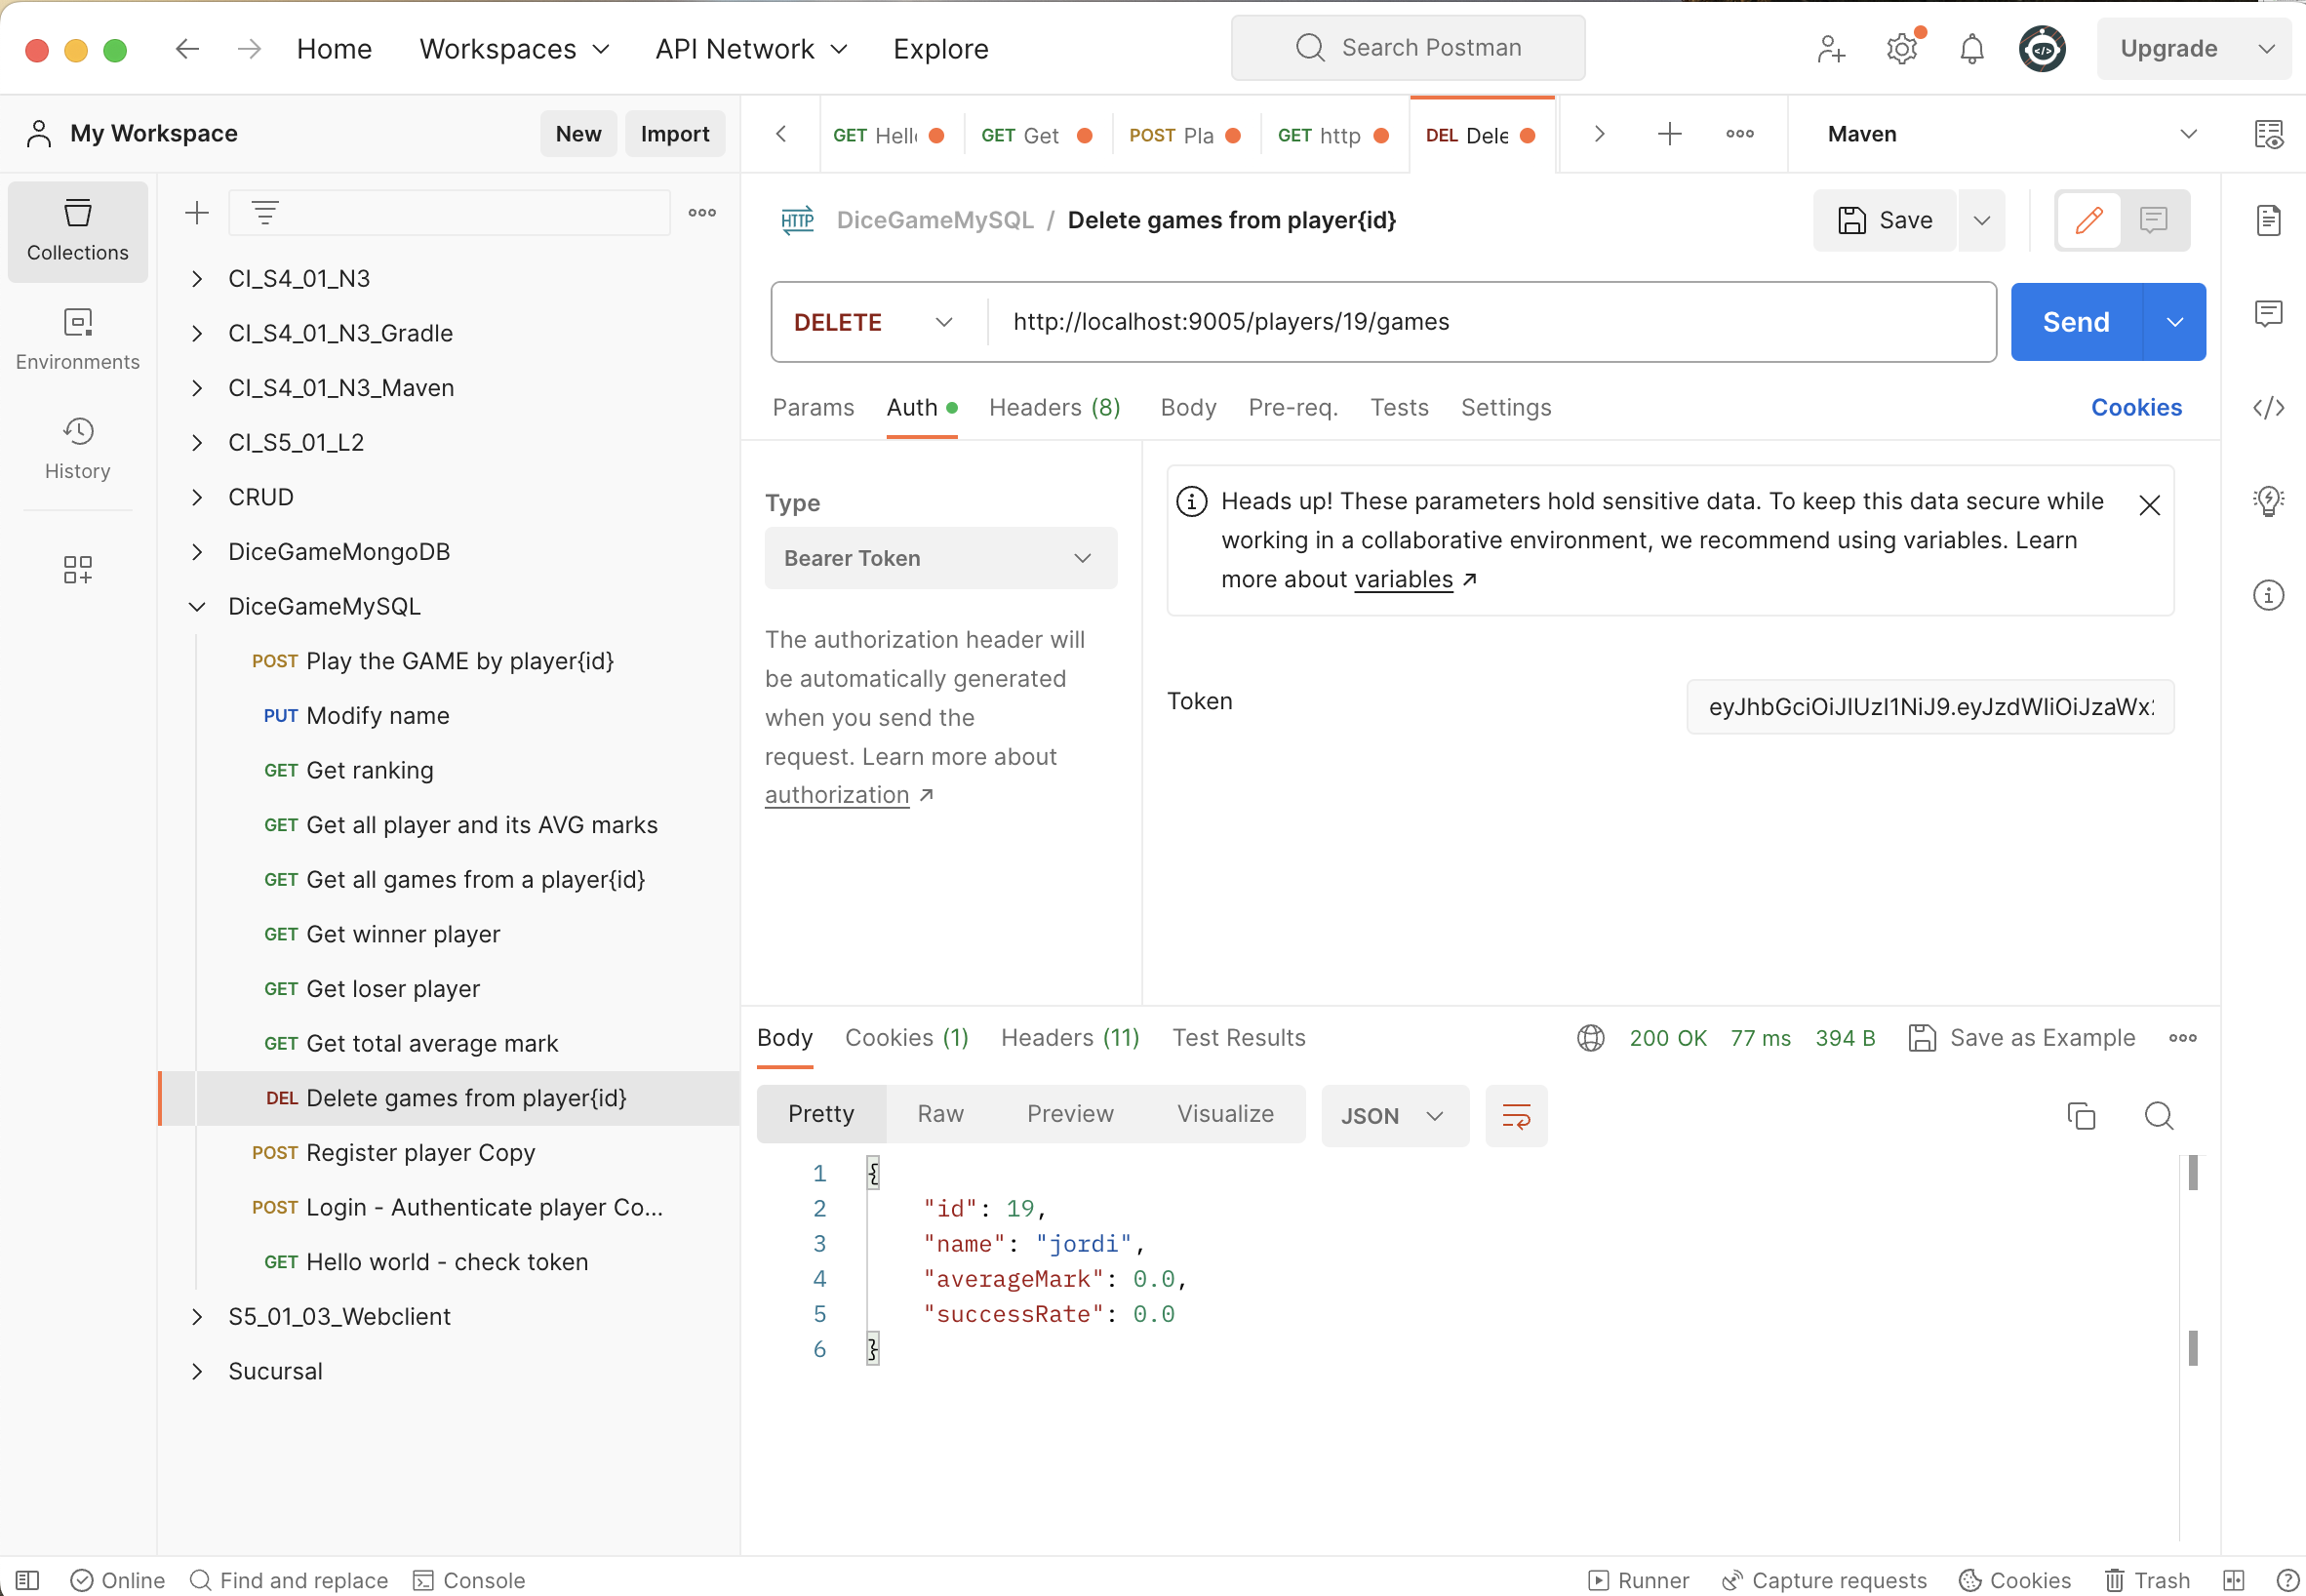 Home Workspaces API Network Explore Search Postman Upgrade
My Workspace New Import
GET Hell GET Get POST Pla GET http DEL Dele Maven
Collections
Environments
History
CI_S4_01_N3
CI_S4_01_N3_Gradle
CI_S4_01_N3_Maven
CI_S5_01_L2
CRUD
DiceGameMongoDB
DiceGameMySQL
POST Play the GAME by player{id}
PUT Modify name
GET Get ranking
GET Get all player and its AVG marks
GET Get all games from a player{id}
GET Get winner player
GET Get loser player
GET Get total average mark
DEL Delete games from player{id}
POST Register player Copy
POST Login - Authenticate player Co...
GET Hello world - check token
S5_01_03_Webclient
Sucursal
HTTP DiceGameMySQL / Delete games from player{id} Save
DELETE http://localhost:9005/players/19/games Send
Params Auth Headers (8) Body Pre-req. Tests Settings Cookies
Type
Bearer Token
The authorization header will
be automatically generated
when you send the
request. Learn more about
authorization ↗
Heads up! These parameters hold sensitive data. To keep this data secure while
working in a collaborative environment, we recommend using variables. Learn
more about variables ↗
Token eyJhbGciOiJIUzI1NiJ9.eyJzdWIiOiJzaWx
Body Cookies (1) Headers (11) Test Results 200 OK 77 ms 394 B Save as Example
Pretty Raw Preview Visualize JSON
1 {
2 "id": 19,
3 "name": "jordi",
4 "averageMark": 0.0,
5 "successRate": 0.0
6 }
Online Find and replace Console Runner Capture requests Cookies Trash